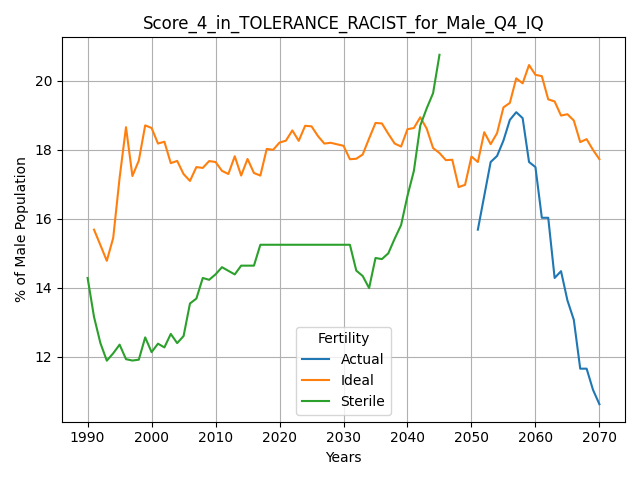 Score_4_in_TOLERANCE_RACIST_for_Male_Q4_IQ
% of Male Population
20
18
16
14
12
Fertility
Actual
Ideal
Sterile
1990 2000 2010 2020 2030 2040 2050 2060 2070
Years